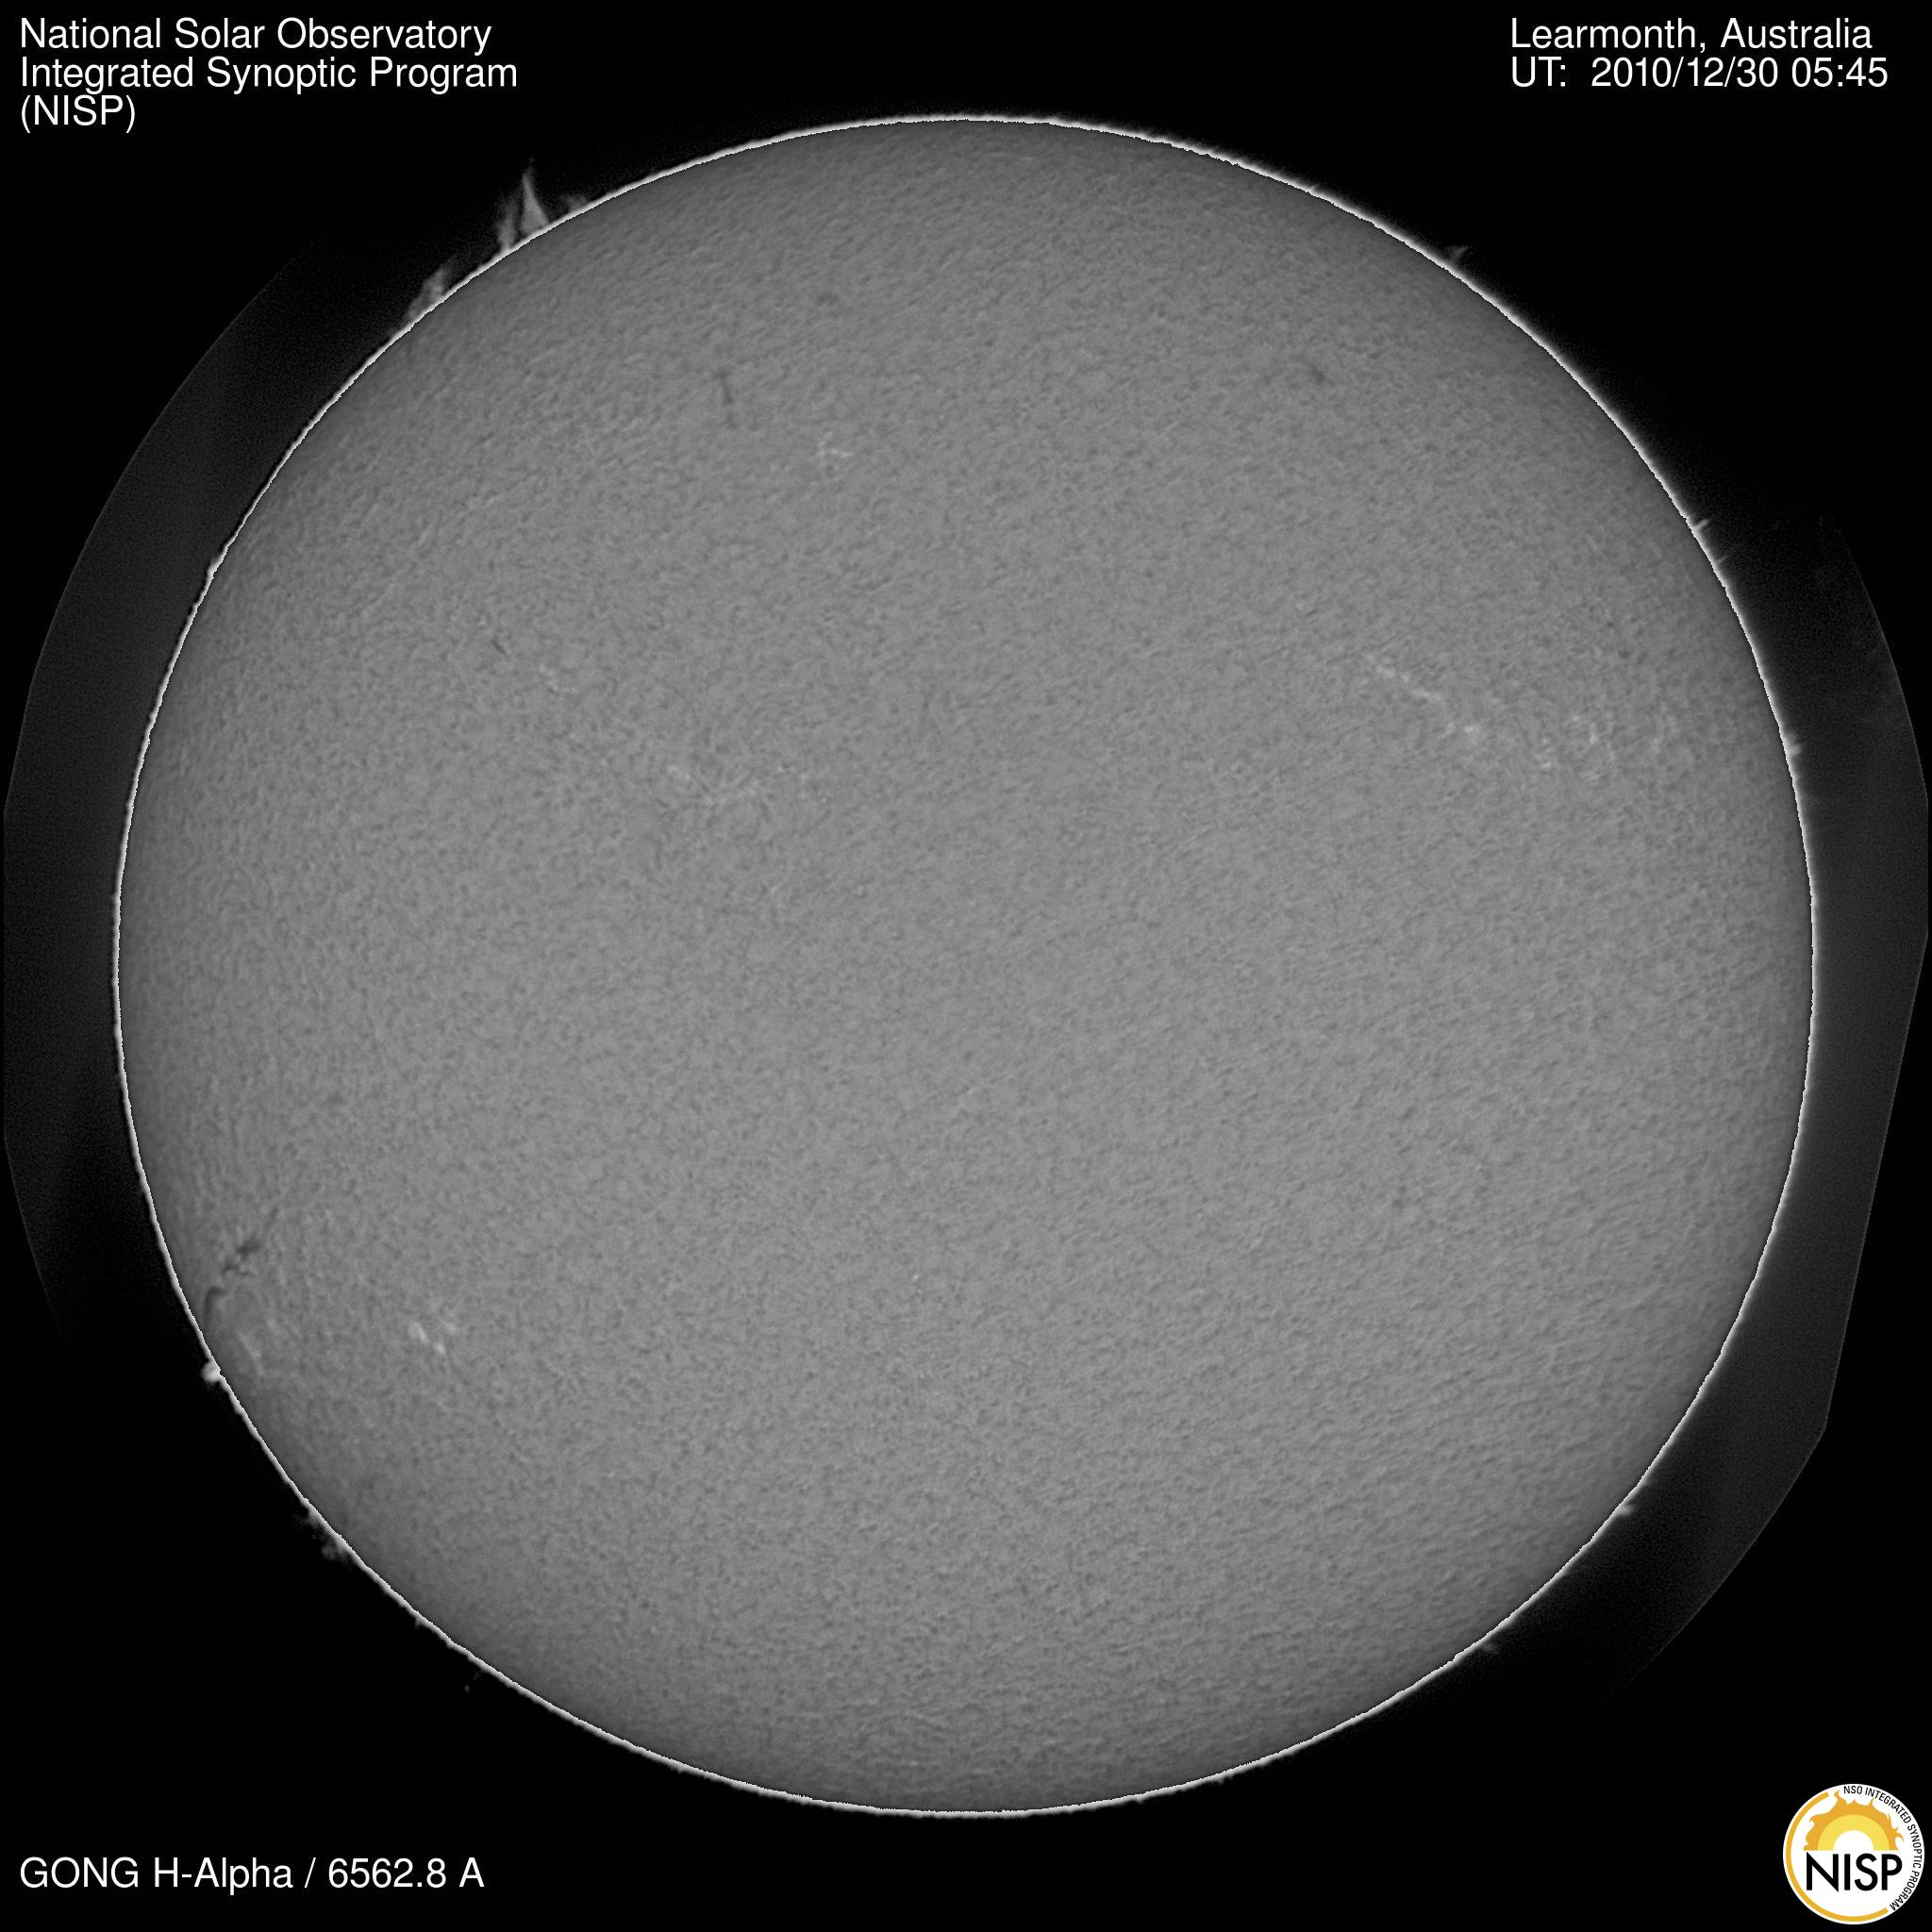 National Solar Observatory
Integrated Synoptic Program
(NISP)
Learmonth, Australia
UT: 2010/12/30 05:45
GONG H-Alpha / 6562.8 A
NSO INTEGRATED SYNOPTIC PROGRAM
NISP